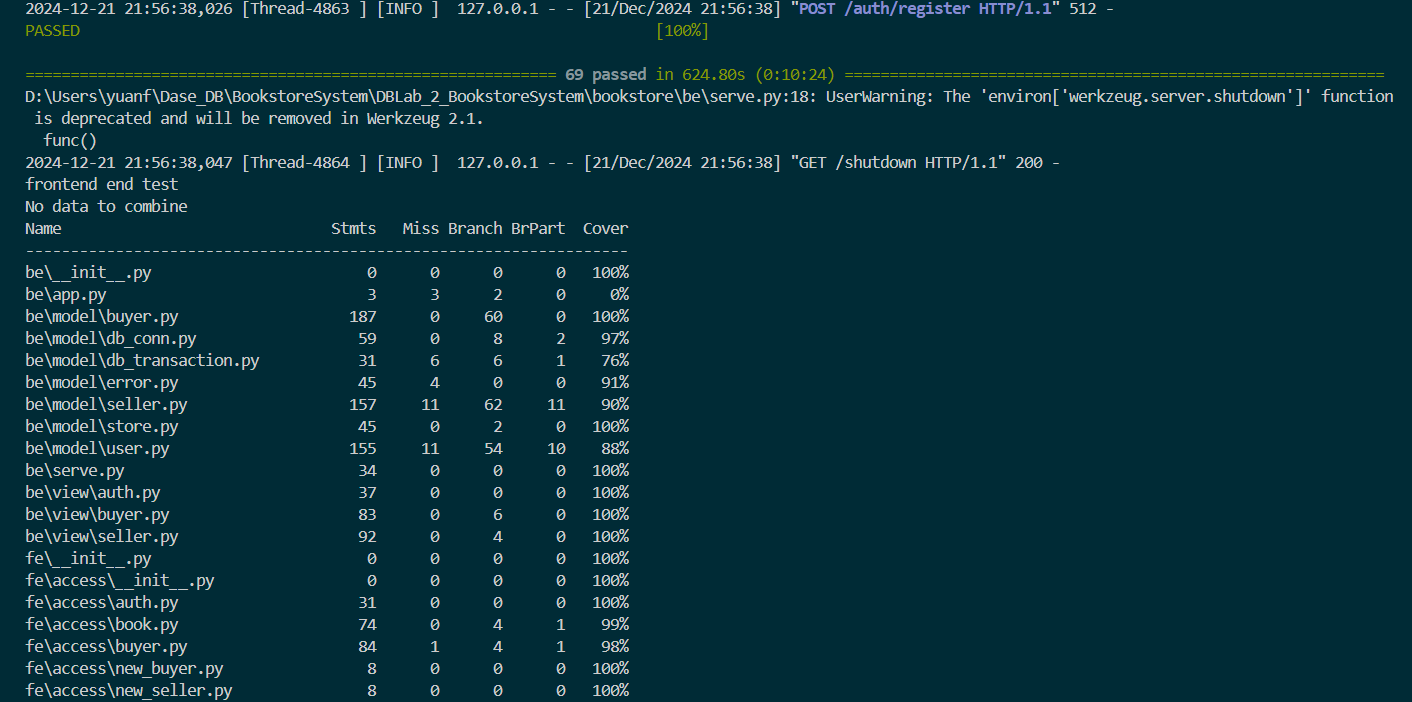 2024-12-21 21:56:38,026 [Thread-4863 ] [INFO ]  127.0.0.1 - - [21/Dec/2024 21:56:38] "POST /auth/register HTTP/1.1" 512 -
PASSED                                                                [100%]
=========================================================== 69 passed in 624.80s (0:10:24) ============================================================
D:\Users\yuanf\Dase_DB\BookstoreSystem\DBLab_2_BookstoreSystem\bookstore\be\serve.py:18: UserWarning: The 'environ['werkzeug.server.shutdown']' function
 is deprecated and will be removed in Werkzeug 2.1.
  func()
2024-12-21 21:56:38,047 [Thread-4864 ] [INFO ]  127.0.0.1 - - [21/Dec/2024 21:56:38] "GET /shutdown HTTP/1.1" 200 -
frontend end test
No data to combine
Name                              Stmts   Miss Branch BrPart  Cover
-------------------------------------------------------------------
be\__init__.py                        0      0      0      0   100%
be\app.py                             3      3      2      0     0%
be\model\buyer.py                   187      0     60      0   100%
be\model\db_conn.py                  59      0      8      2    97%
be\model\db_transaction.py           31      6      6      1    76%
be\model\error.py                    45      4      0      0    91%
be\model\seller.py                  157     11     62     11    90%
be\model\store.py                    45      0      2      0   100%
be\model\user.py                    155     11     54     10    88%
be\serve.py                          34      0      0      0   100%
be\view\auth.py                      37      0      0      0   100%
be\view\buyer.py                     83      0      6      0   100%
be\view\seller.py                    92      0      4      0   100%
fe\__init__.py                        0      0      0      0   100%
fe\access\__init__.py                 0      0      0      0   100%
fe\access\auth.py                    31      0      0      0   100%
fe\access\book.py                    74      0      4      1    99%
fe\access\buyer.py                   84      1      4      1    98%
fe\access\new_buyer.py                8      0      0      0   100%
fe\access\new_seller.py               8      0      0      0   100%